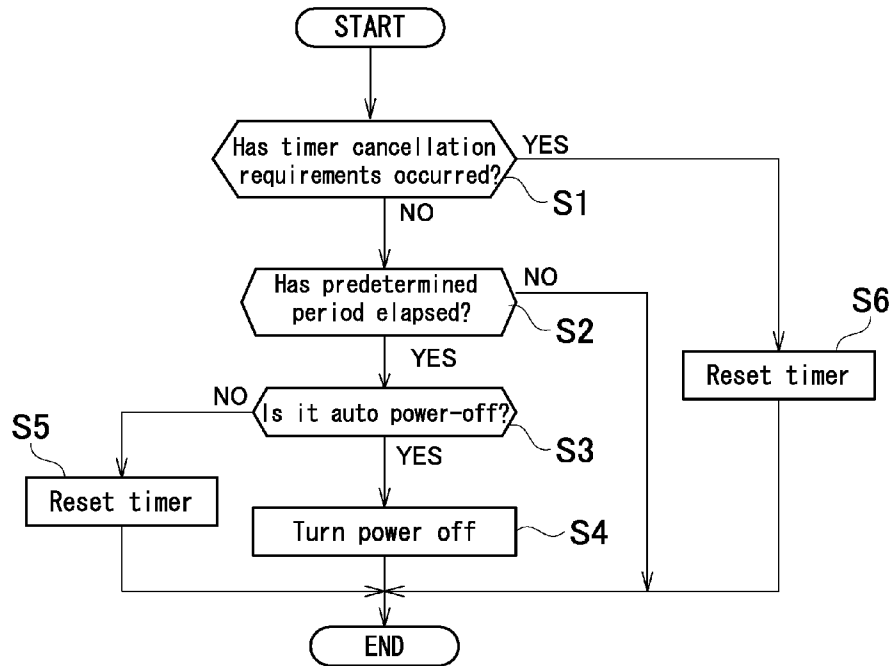 START
Has timer cancellation
requirements occurred?
YES
S1
NO
Has predetermined
period elapsed?
NO
S2
S6
YES
Reset timer
NO
Is it auto power-off?
S5
S3
YES
Reset timer
Turn power off
S4
END